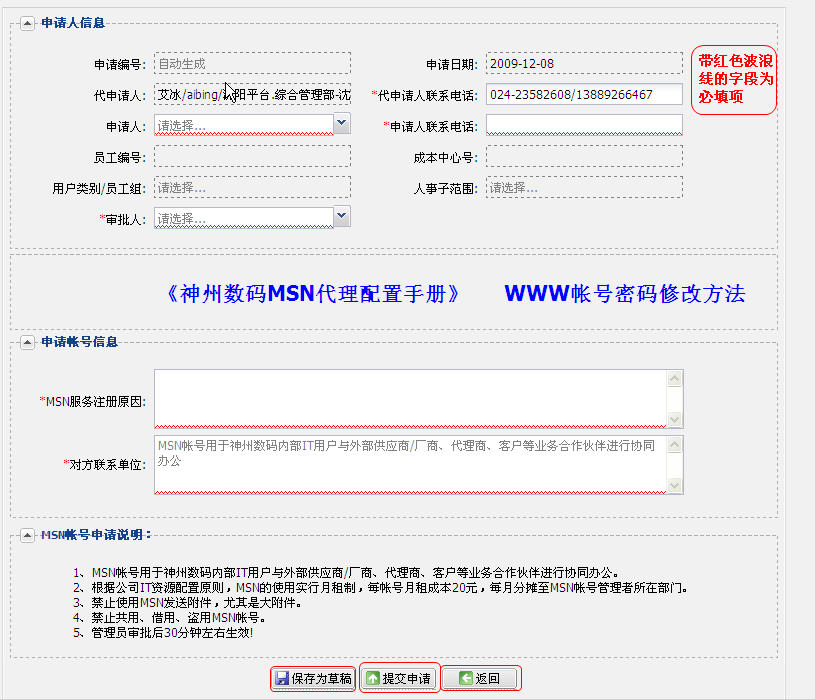 申请人信息
申请编号: 自动生成 申请日期: 2009-12-08
代申请人: 艾冰/aibing/沈阳平台.综合管理部-沈 *代申请人联系电话: 024-23582608/13889266467
带红色波浪
线的字段为
必填项
申请人: 请选择... *申请人联系电话:
员工编号: 成本中心号:
用户类别/员工组: 请选择... 人事子范围: 请选择...
*审批人: 请选择...
《神州数码MSN代理配置手册》 WWW帐号密码修改方法
申请帐号信息
*MSN服务注册原因:
*对方联系单位: MSN帐号用于神州数码内部IT用户与外部供应商/厂商、代理商、客户等业务合作伙伴进行协同
办公
MSN帐号申请说明：
1、MSN帐号用于神州数码内部IT用户与外部供应商/厂商、代理商、客户等业务合作伙伴进行协同办公。
2、根据公司IT资源配置原则，MSN的使用实行月租制，每帐号月租成本20元，每月分摊至MSN帐号管理者所在部门。
3、禁止使用MSN发送附件，尤其是大附件。
4、禁止共用、借用、盗用MSN帐号。
5、管理员审批后30分钟左右生效!
保存为草稿 提交申请 返回